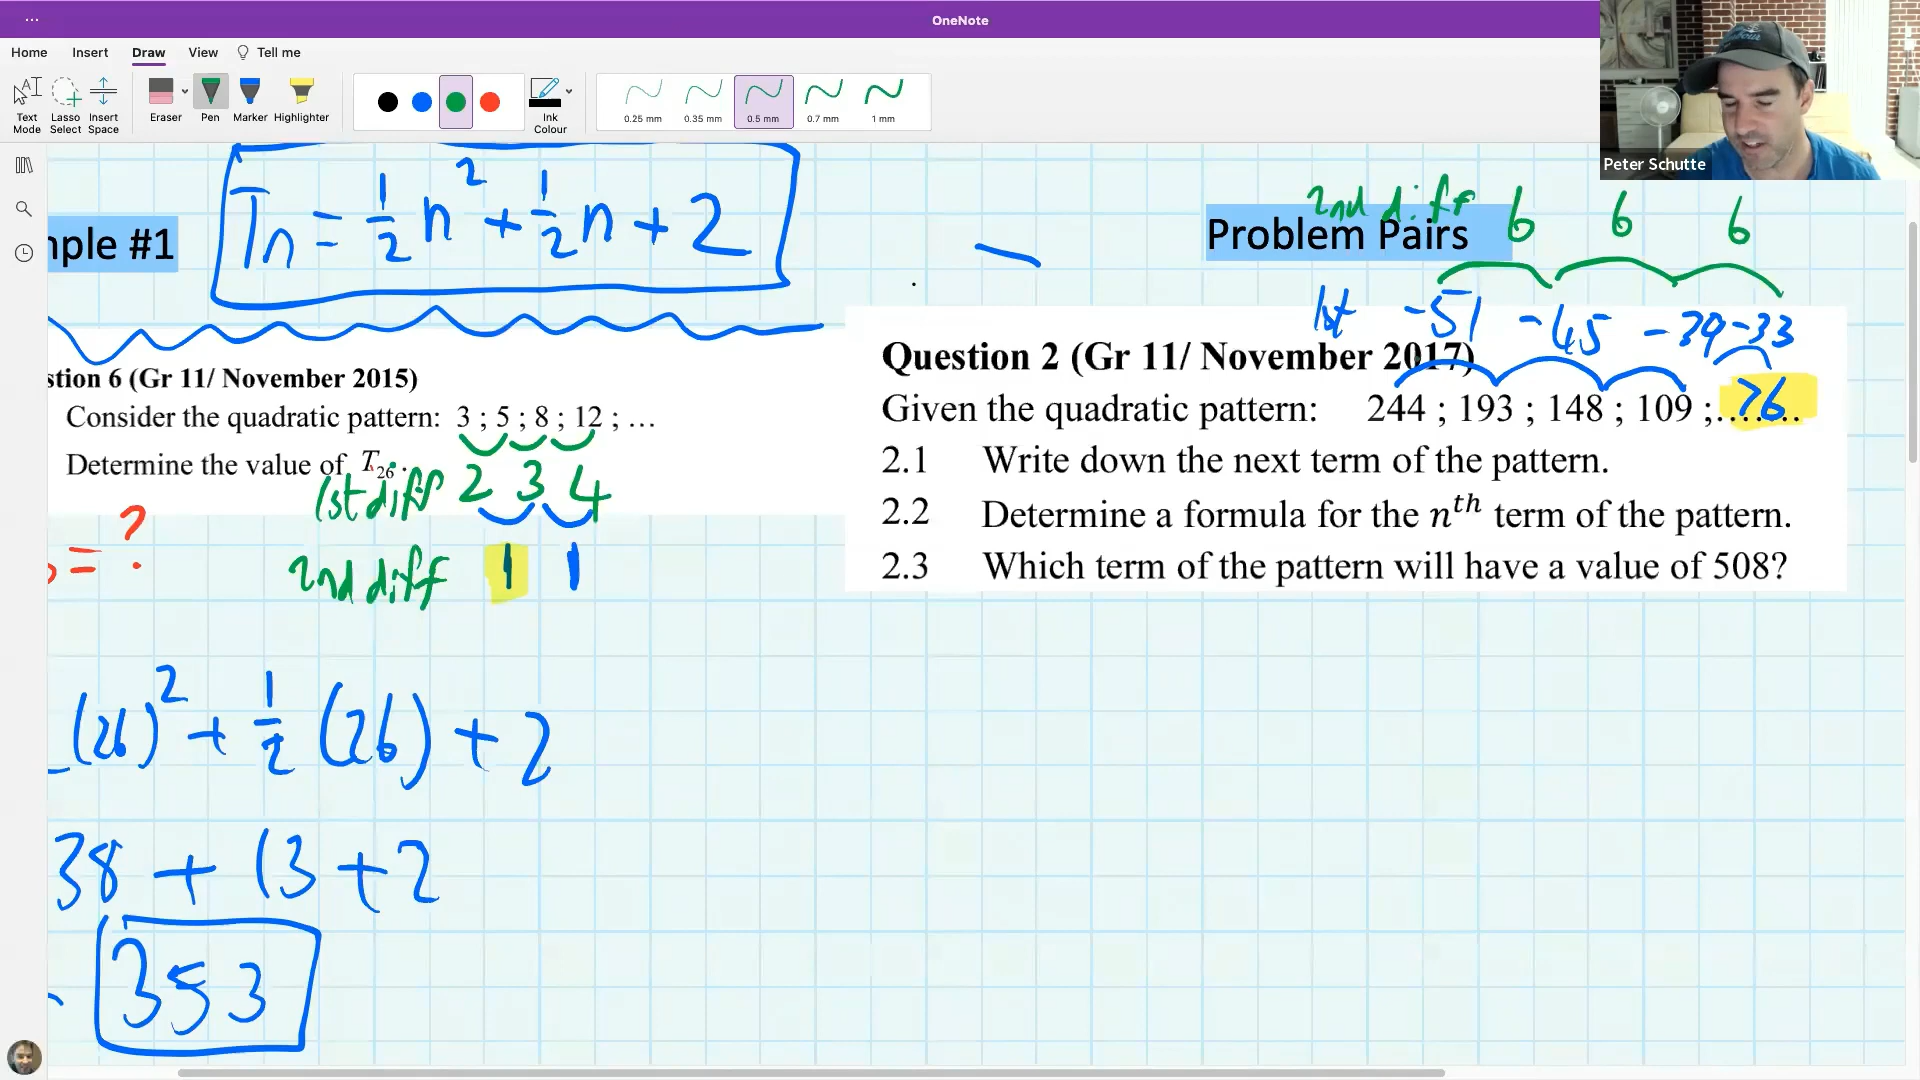 OneNote
Home Insert Draw View Tell me
Text Mode
Lasso Select
Insert Space
Eraser
Pen
Marker
Highlighter
Ink Colour
0.25 mm
0.35 mm
0.5 mm
0.7 mm
1 mm
Peter Schutte
mple #1
Tn = 1/2 n² + 1/2 n + 2
stion 6 (Gr 11/ November 2015)
Consider the quadratic pattern: 3 ; 5 ; 8 ; 12 ; …
Determine the value of T₂₆.
1st diff 2 3 4
= ?
2nd diff 1 1
(26)² + 1/2 (26) + 2
38 + 13 + 2
353
Problem Pairs
2nd diff 6 6 6
1st -51 -45 -39 -33
Question 2 (Gr 11/ November 2017)
Given the quadratic pattern: 244 ; 193 ; 148 ; 109 ; ....... 76
2.1 Write down the next term of the pattern.
2.2 Determine a formula for the nᵗʰ term of the pattern.
2.3 Which term of the pattern will have a value of 508?